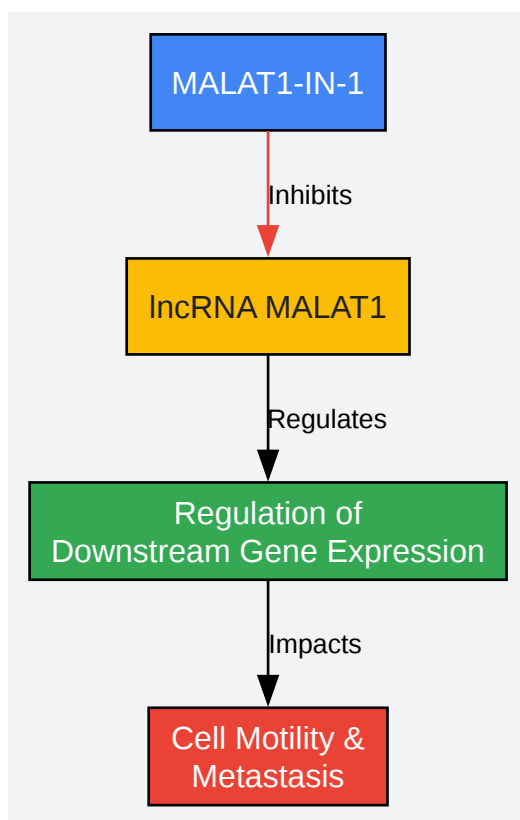 MALAT1-IN-1
Inhibits
lncRNA MALAT1
Regulates
Regulation of
Downstream Gene Expression
Impacts
Cell Motility &
Metastasis